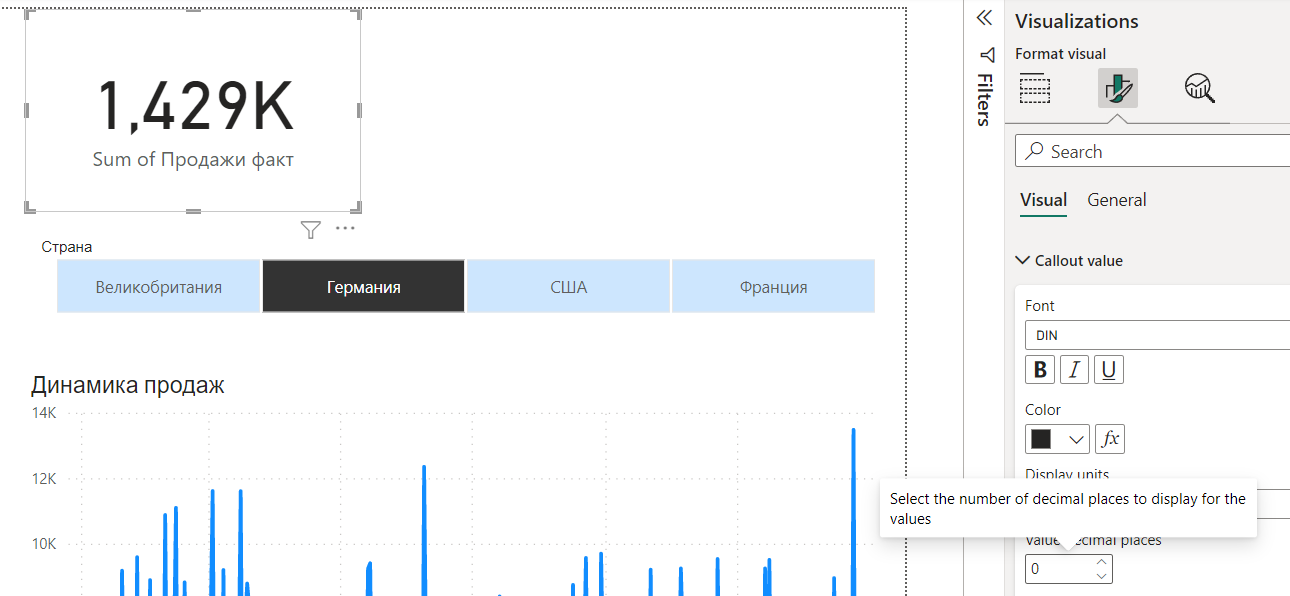 1,429K
Sum of Продажи факт
Страна
Великобритания
Германия
США
Франция
Динамика продаж
14K
12K
10K
Filters
Visualizations
Format visual
Search
Visual General
Callout value
Font
DIN
B I U
Color
fx
Display units
Select the number of decimal places to display for the
values
Value decimal places
0